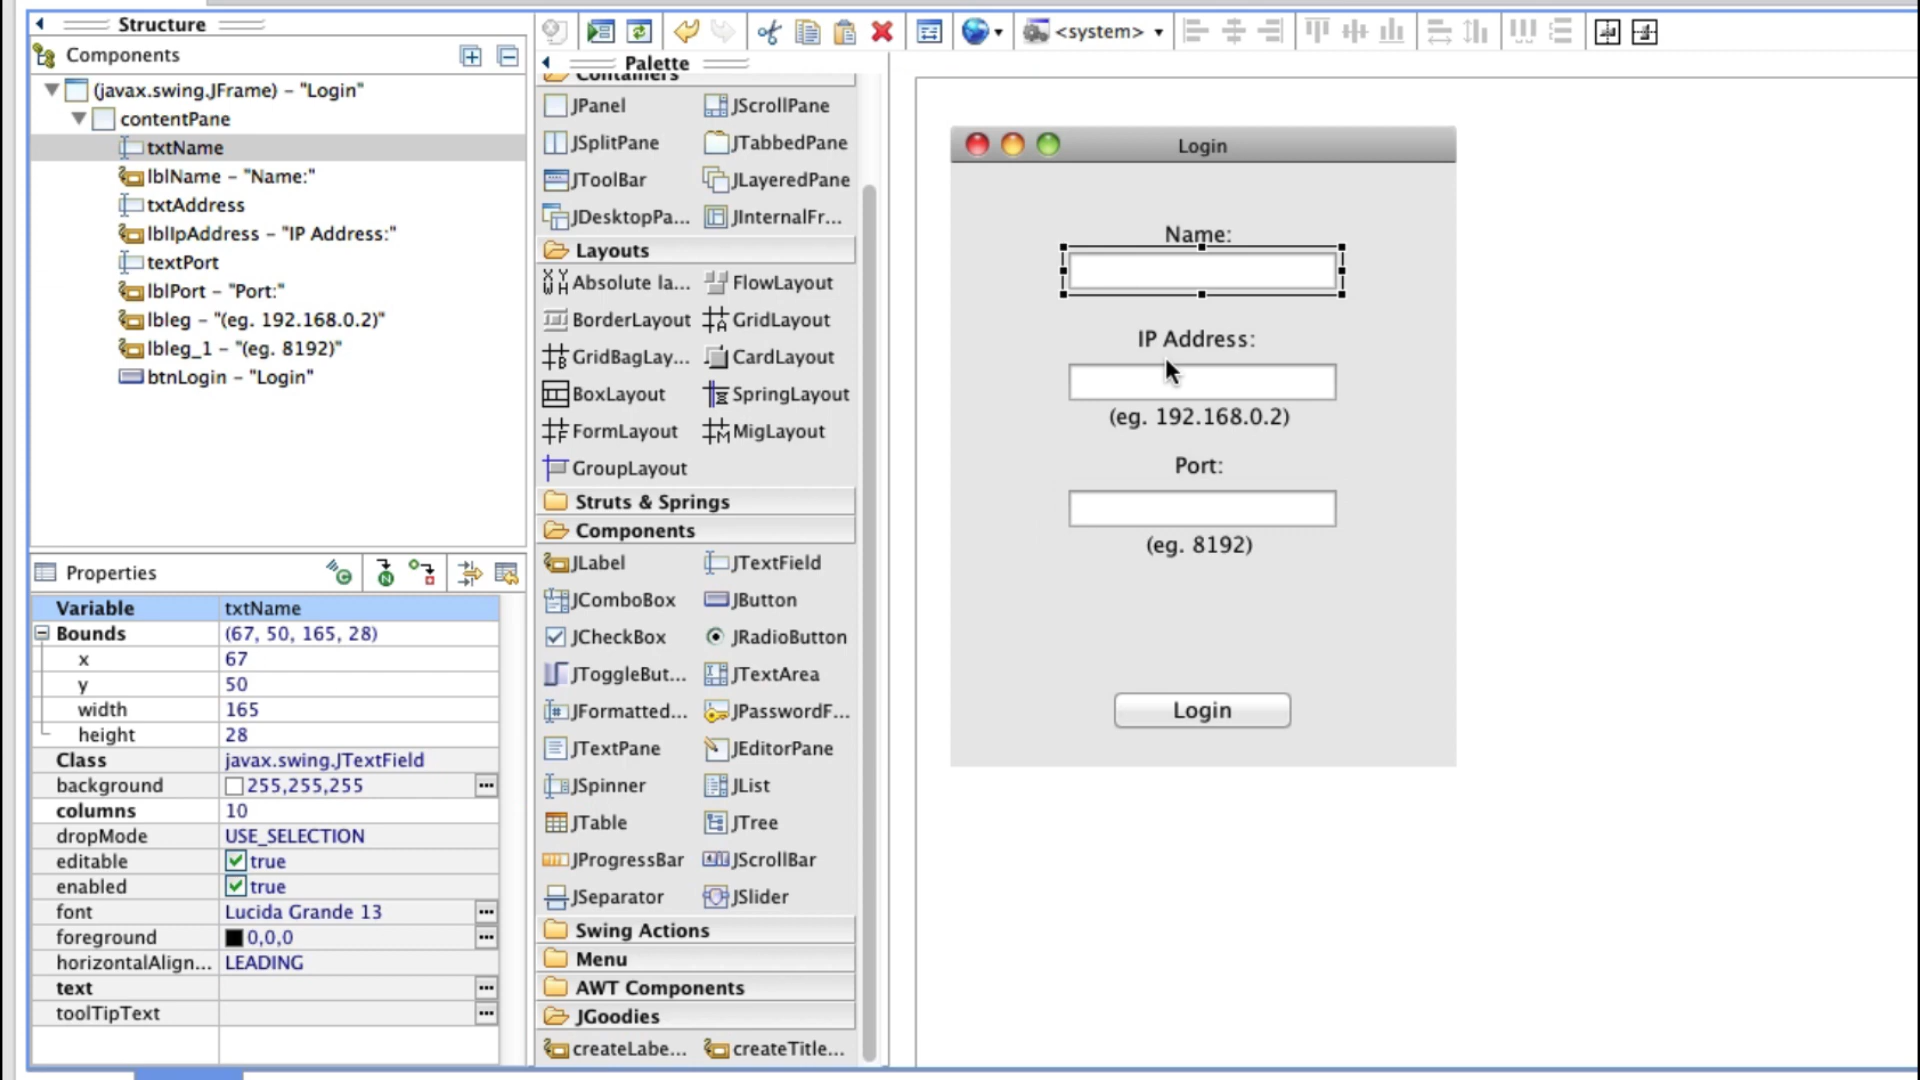 Structure
Components
(javax.swing.JFrame) - "Login"
contentPane
txtName
lblName - "Name:"
txtAddress
lblIpAddress - "IP Address:"
textPort
lblPort - "Port:"
lbleg - "(eg. 192.168.0.2)"
lbleg_1 - "(eg. 8192)"
btnLogin - "Login"
Properties
Variable txtName
Bounds (67, 50, 165, 28)
x 67
y 50
width 165
height 28
Class javax.swing.JTextField
background 255,255,255
columns 10
dropMode USE_SELECTION
editable true
enabled true
font Lucida Grande 13
foreground 0,0,0
horizontalAlign... LEADING
text
toolTipText
<system>
Palette
Containers
JPanel JScrollPane
JSplitPane JTabbedPane
JToolBar JLayeredPane
JDesktopPa... JInternalFr...
Layouts
Absolute la... FlowLayout
BorderLayout GridLayout
GridBagLay... CardLayout
BoxLayout SpringLayout
FormLayout MigLayout
GroupLayout
Struts & Springs
Components
JLabel JTextField
JComboBox JButton
JCheckBox JRadioButton
JToggleBut... JTextArea
JFormatted... JPasswordF...
JTextPane JEditorPane
JSpinner JList
JTable JTree
JProgressBar JScrollBar
JSeparator JSlider
Swing Actions
Menu
AWT Components
JGoodies
createLabe... createTitle...
Login
Name:
IP Address:
(eg. 192.168.0.2)
Port:
(eg. 8192)
Login